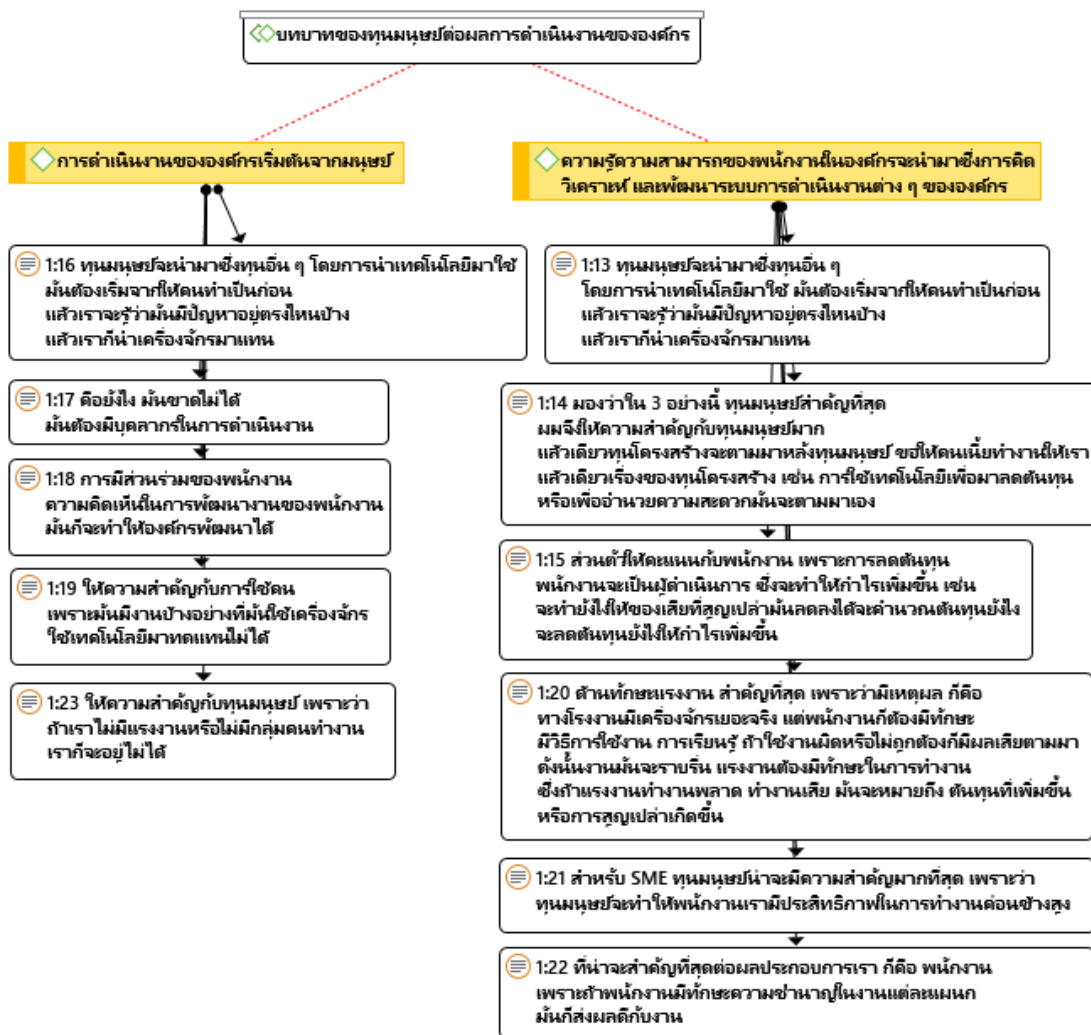 บทบาทของทุนมนุษย์ต่อผลการดำเนินงานขององค์กร
การดำเนินงานขององค์กรเริ่มต้นจากมนุษย์
1:16 ทุนมนุษย์จะนำมาซึ่งทุนอื่น ๆ โดยการนำเทคโนโลยีมาใช้
มันต้องเริ่มจากให้คนทำเป็นก่อน
แล้วเราจะรู้ว่ามันมีปัญหาอยู่ตรงไหนบ้าง
แล้วเราก็นำเครื่องจักรมาแทน
1:17 คือยังไง มันขาดไม่ได้
มันต้องมีบุคลากรในการดำเนินงาน
1:18 การมีส่วนร่วมของพนักงาน
ความคิดเห็นในการพัฒนางานของพนักงาน
มันก็จะทำให้องค์กรพัฒนาได้
1:19 ให้ความสำคัญกับการใช้คน
เพราะมันมีงานบ้างอย่างที่มันใช้เครื่องจักร
ใช้เทคโนโลยีมาทดแทนไม่ได้
1:23 ให้ความสำคัญกับทุนมนุษย์ เพราะว่า
ถ้าเราไม่มีแรงงานหรือไม่มีกลุ่มคนทำงาน
เราก็จะอยู่ไม่ได้
ความรู้ความสามารถของพนักงานในองค์กรจะนำมาซึ่งการคิด
วิเคราะห์ และพัฒนาระบบการดำเนินงานต่าง ๆ ขององค์กร
1:13 ทุนมนุษย์จะนำมาซึ่งทุนอื่น ๆ
โดยการนำเทคโนโลยีมาใช้ มันต้องเริ่มจากให้คนทำเป็นก่อน
แล้วเราจะรู้ว่ามันมีปัญหาอยู่ตรงไหนบ้าง
แล้วเราก็นำเครื่องจักรมาแทน
1:14 มองว่าใน 3 อย่างนี้ ทุนมนุษย์สำคัญที่สุด
ผมจึงให้ความสำคัญกับทุนมนุษย์มาก
แล้วเดียวทุนโครงสร้างจะตามมาหลังทุนมนุษย์ ขอให้คนเนี้ยทำงานให้เรา
แล้วเดียวเรื่องของทุนโครงสร้าง เช่น การใช้เทคโนโลยีเพื่อมาลดต้นทุน
หรือเพื่ออำนวยความสะดวกมันจะตามมาเอง
1:15 ส่วนตัวให้คะแนนกับพนักงาน เพราะการลดต้นทุน
พนักงานจะเป็นผู้ดำเนินการ ซึ่งจะทำให้กำไรเพิ่มขึ้น เช่น
จะทำยังไงให้ของเสียที่สูญเปล่ามันลดลงได้จะคำนวณต้นทุนยังไง
จะลดต้นทุนยังไงให้กำไรเพิ่มขึ้น
1:20 ด้านทักษะแรงงาน สำคัญที่สุด เพราะว่ามีเหตุผล ก็คือ
ทางโรงงานมีเครื่องจักรเยอะจริง แต่พนักงานก็ต้องมีทักษะ
มีวิธีการใช้งาน การเรียนรู้ ถ้าใช้งานผิดหรือไม่ถูกต้องก็มีผลเสียตามมา
ดังนั้นงานมันจะราบรื่น แรงงานต้องมีทักษะในการทำงาน
ซึ่งถ้าแรงงานทำงานพลาด ทำงานเสีย มันจะหมายถึง ต้นทุนที่เพิ่มขึ้น
หรือการสูญเปล่าเกิดขึ้น
1:21 สำหรับ SME ทุนมนุษย์น่าจะมีความสำคัญมากที่สุด เพราะว่า
ทุนมนุษย์จะทำให้พนักงานเรามีประสิทธิภาพในการทำงานค่อนข้างสูง
1:22 ที่น่าจะสำคัญที่สุดต่อผลประกอบการเรา ก็คือ พนักงาน
เพราะถ้าพนักงานมีทักษะความชำนาญในงานแต่ละแผนก
มันก็ส่งผลดีกับงาน